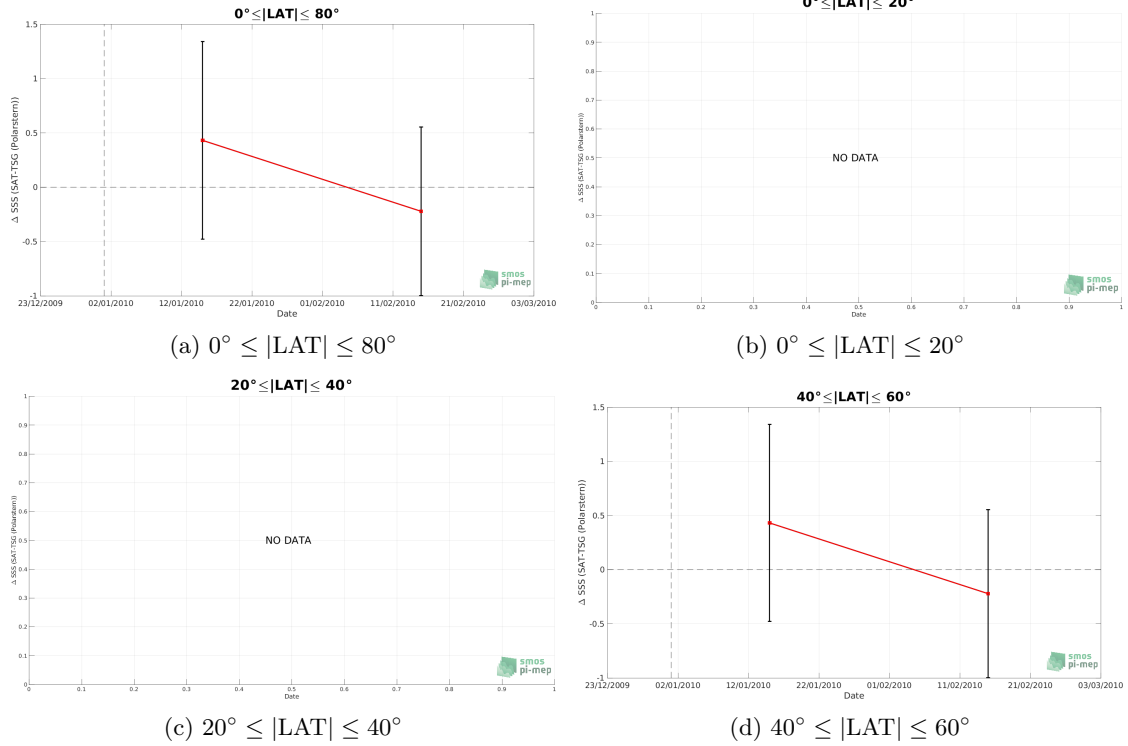 0°≤|LAT|≤ 80°
1.5
1
0.5
0
-0.5
-1
Δ SSS (SAT-TSG (Polarstern))
23/12/2009 02/01/2010 12/01/2010 22/01/2010 01/02/2010 11/02/2010 21/02/2010 03/03/2010
Date
smos
pi-mep
(a) 0° ≤ |LAT| ≤ 80°
0°≤|LAT|≤ 20°
1
0.9
0.8
0.7
0.6
0.5
0.4
0.3
0.2
0.1
0
Δ SSS (SAT-TSG (Polarstern))
NO DATA
0 0.1 0.2 0.3 0.4 0.5 0.6 0.7 0.8 0.9 1
Date
smos
pi-mep
(b) 0° ≤ |LAT| ≤ 20°
20°≤|LAT|≤ 40°
1
0.9
0.8
0.7
0.6
0.5
0.4
0.3
0.2
0.1
0
Δ SSS (SAT-TSG (Polarstern))
NO DATA
0 0.1 0.2 0.3 0.4 0.5 0.6 0.7 0.8 0.9 1
Date
smos
pi-mep
(c) 20° ≤ |LAT| ≤ 40°
40°≤|LAT|≤ 60°
1.5
1
0.5
0
-0.5
-1
Δ SSS (SAT-TSG (Polarstern))
23/12/2009 02/01/2010 12/01/2010 22/01/2010 01/02/2010 11/02/2010 21/02/2010 03/03/2010
Date
smos
pi-mep
(d) 40° ≤ |LAT| ≤ 60°